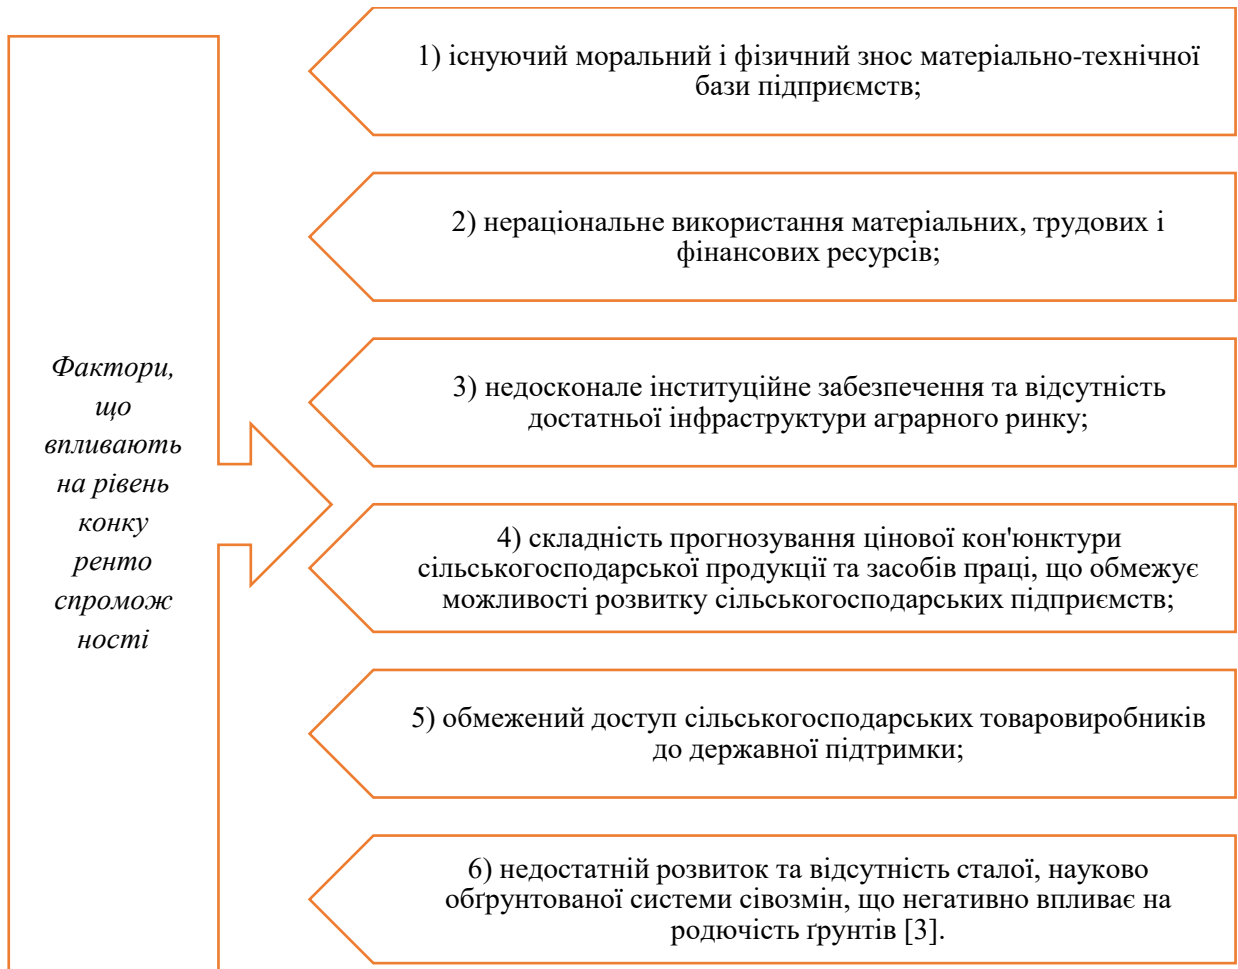 Фактори,
що
впливають
на рівень
конку
ренто
спромож
ності
1) існуючий моральний і фізичний знос матеріально-технічної
бази підприємств;
2) нераціональне використання матеріальних, трудових і
фінансових ресурсів;
3) недосконале інституційне забезпечення та відсутність
достатньої інфраструктури аграрного ринку;
4) складність прогнозування цінової кон'юнктури
сільськогосподарської продукції та засобів праці, що обмежує
можливості розвитку сільськогосподарських підприємств;
5) обмежений доступ сільськогосподарських товаровиробників
до державної підтримки;
6) недостатній розвиток та відсутність сталої, науково
обґрунтованої системи сівозмін, що негативно впливає на
родючість ґрунтів [3].